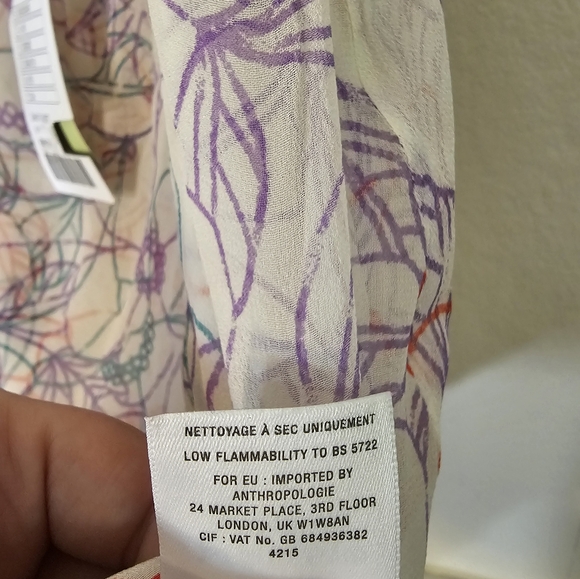 NETTOYAGE À SEC UNIQUEMENT
LOW FLAMMABILITY TO BS 5722
FOR EU : IMPORTED BY
ANTHROPOLOGIE
24 MARKET PLACE, 3RD FLOOR
LONDON, UK W1W8AN
CIF : VAT No. GB 684936382
4215